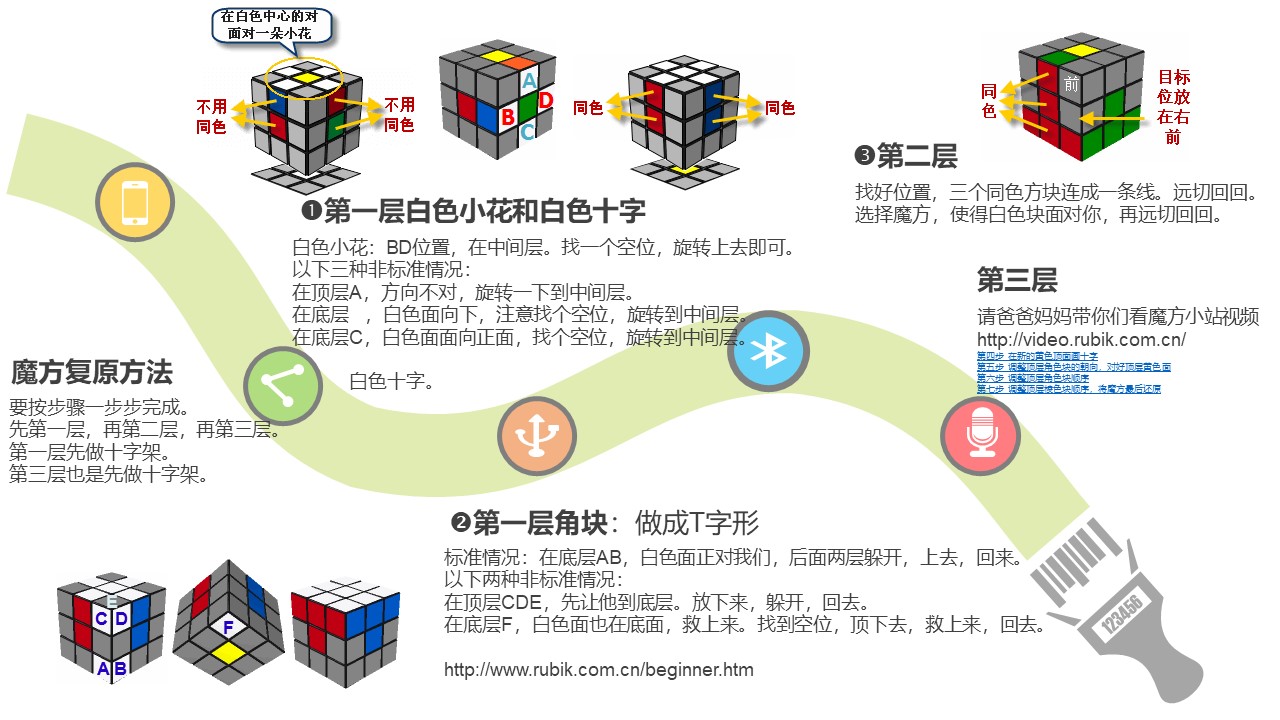 在白色中心的对
面对一朵小花
不用
同色
不用
同色
A
B
D
C
同色
同色
同
色
前
目标
位放
在右
前
❶第一层白色小花和白色十字
白色小花：BD位置，在中间层。找一个空位，旋转上去即可。
以下三种非标准情况：
在顶层A，方向不对，旋转一下到中间层。
在底层　，白色面向下，注意找个空位，旋转到中间层。
在底层C，白色面面向正面，找个空位，旋转到中间层。
白色十字。
❸第二层
找好位置，三个同色方块连成一条线。远切回回。
选择魔方，使得白色块面对你，再远切回回。
第三层
请爸爸妈妈带你们看魔方小站视频
http://video.rubik.com.cn/
第四步 在新的黄色顶面画十字
第五步 调整顶层角色块的朝向，对好顶层黄色面
第六步 调整顶层角色块顺序
第七步 调整顶层棱色块顺序，将魔方最后还原
魔方复原方法
要按步骤一步步完成。
先第一层，再第二层，再第三层。
第一层先做十字架。
第三层也是先做十字架。
❷第一层角块：做成T字形
标准情况：在底层AB，白色面正对我们，后面两层躲开，上去，回来。
以下两种非标准情况：
在顶层CDE，先让他到底层。放下来，躲开，回去。
在底层F，白色面也在底面，救上来。找到空位，顶下去，救上来，回去。
http://www.rubik.com.cn/beginner.htm
E
C D
A B
F
123456